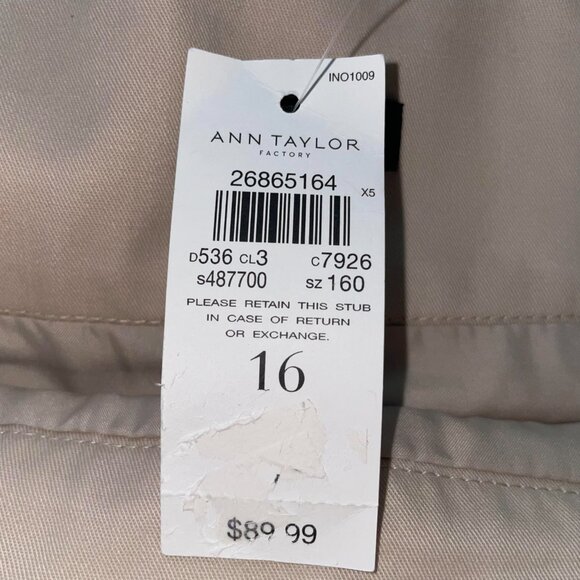 INO1009
ANN TAYLOR
FACTORY
26865164
X5
D536 CL3 C7926
S487700 SZ 160
PLEASE RETAIN THIS STUB
IN CASE OF RETURN
OR EXCHANGE.
16
$89.99